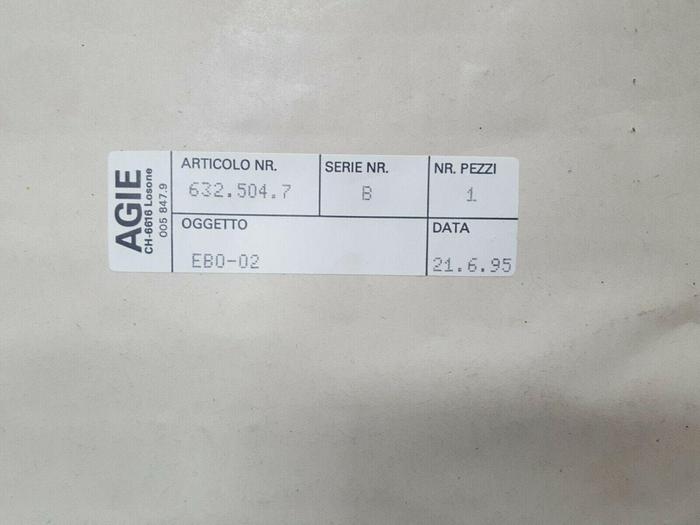 AGIE
CH-6616 Losone
005 847.9
ARTICOLO NR.
632.504.7
SERIE NR.
B
NR. PEZZI
1
OGGETTO
EBO-02
DATA
21.6.95